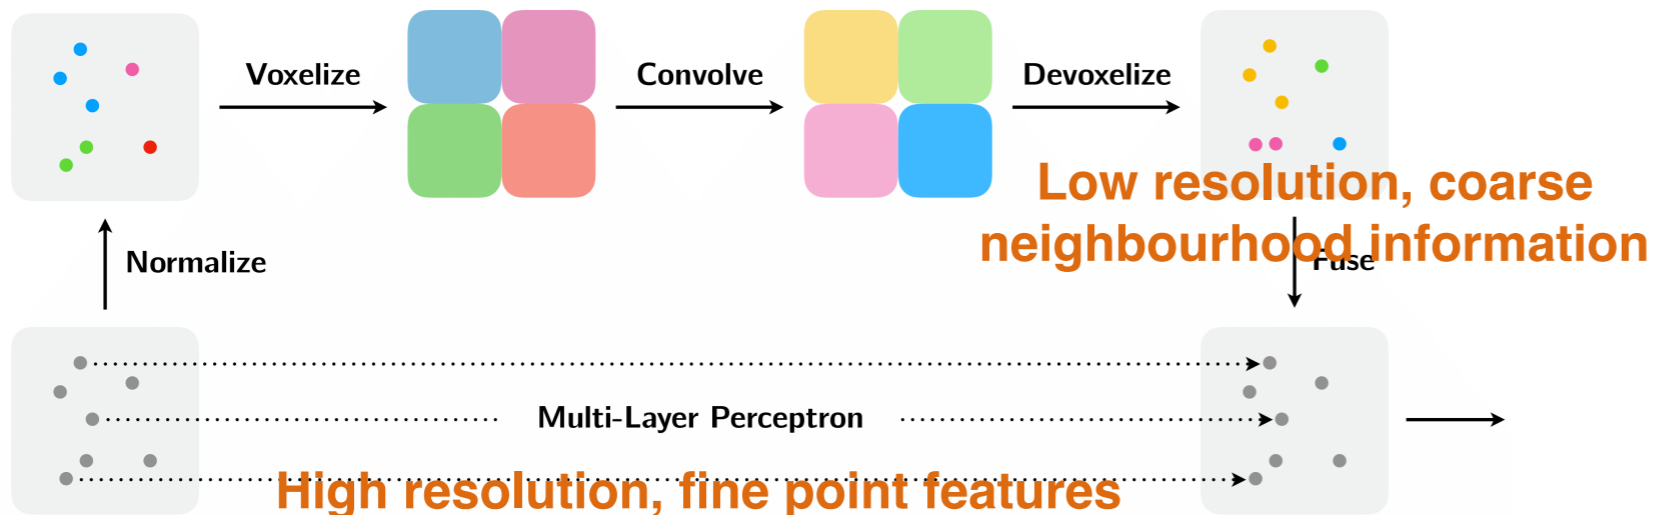 Voxelize
Convolve
Devoxelize
Low resolution, coarse
neighbourhood information
Normalize
Fuse
Multi-Layer Perceptron
High resolution, fine point features